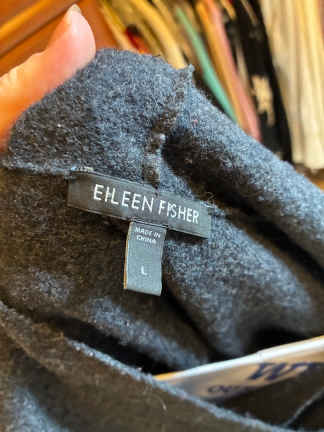 EILEEN FISHER
MADE IN
CHINA
L